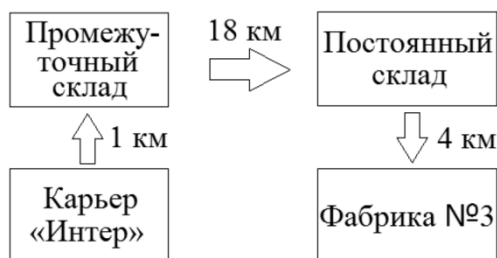 Промежу-
точный
склад
18 км
Постоянный
склад
1 км
4 км
Карьер
«Интер»
Фабрика №3